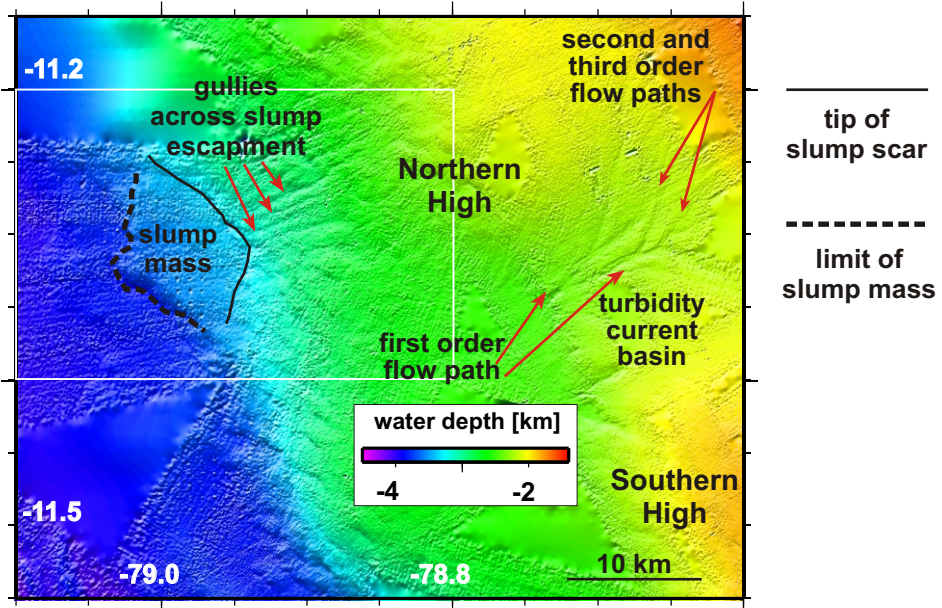 -11.2
gullies
across slump
escapment
second and
third order
flow paths
Northern
High
slump
mass
turbidity
current
basin
first order
flow path
water depth [km]
-4
-2
Southern
High
-11.5
-79.0
-78.8
10 km
tip of
slump scar
limit of
slump mass